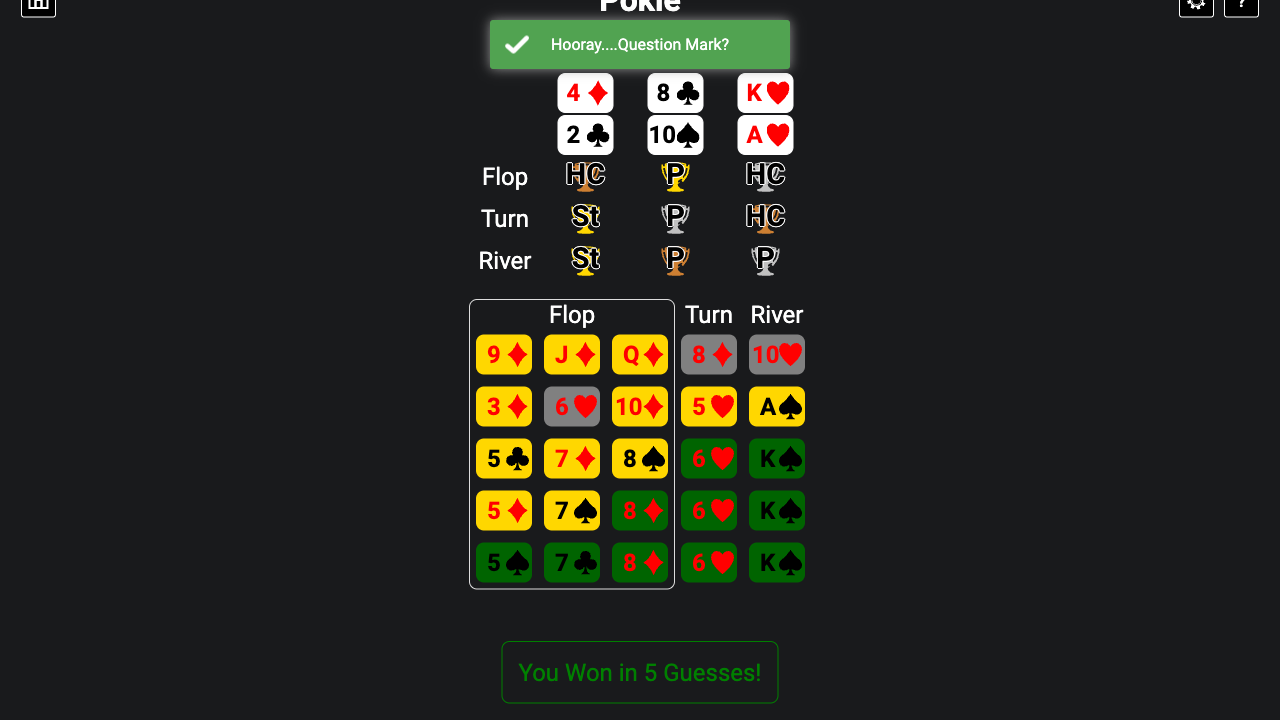 Pokle
?
Hooray....Question Mark?
4♦ 8♣ K♥
2♣ 10♠ A♥
Flop HC P HC
Turn St P HC
River St P P
Flop Turn River
9♦ J♦ Q♦ 8♦ 10♥
3♦ 6♥ 10♦ 5♥ A♠
5♣ 7♦ 8♠ 6♥ K♠
5♦ 7♠ 8♦ 6♥ K♠
5♠ 7♣ 8♦ 6♥ K♠
You Won in 5 Guesses!